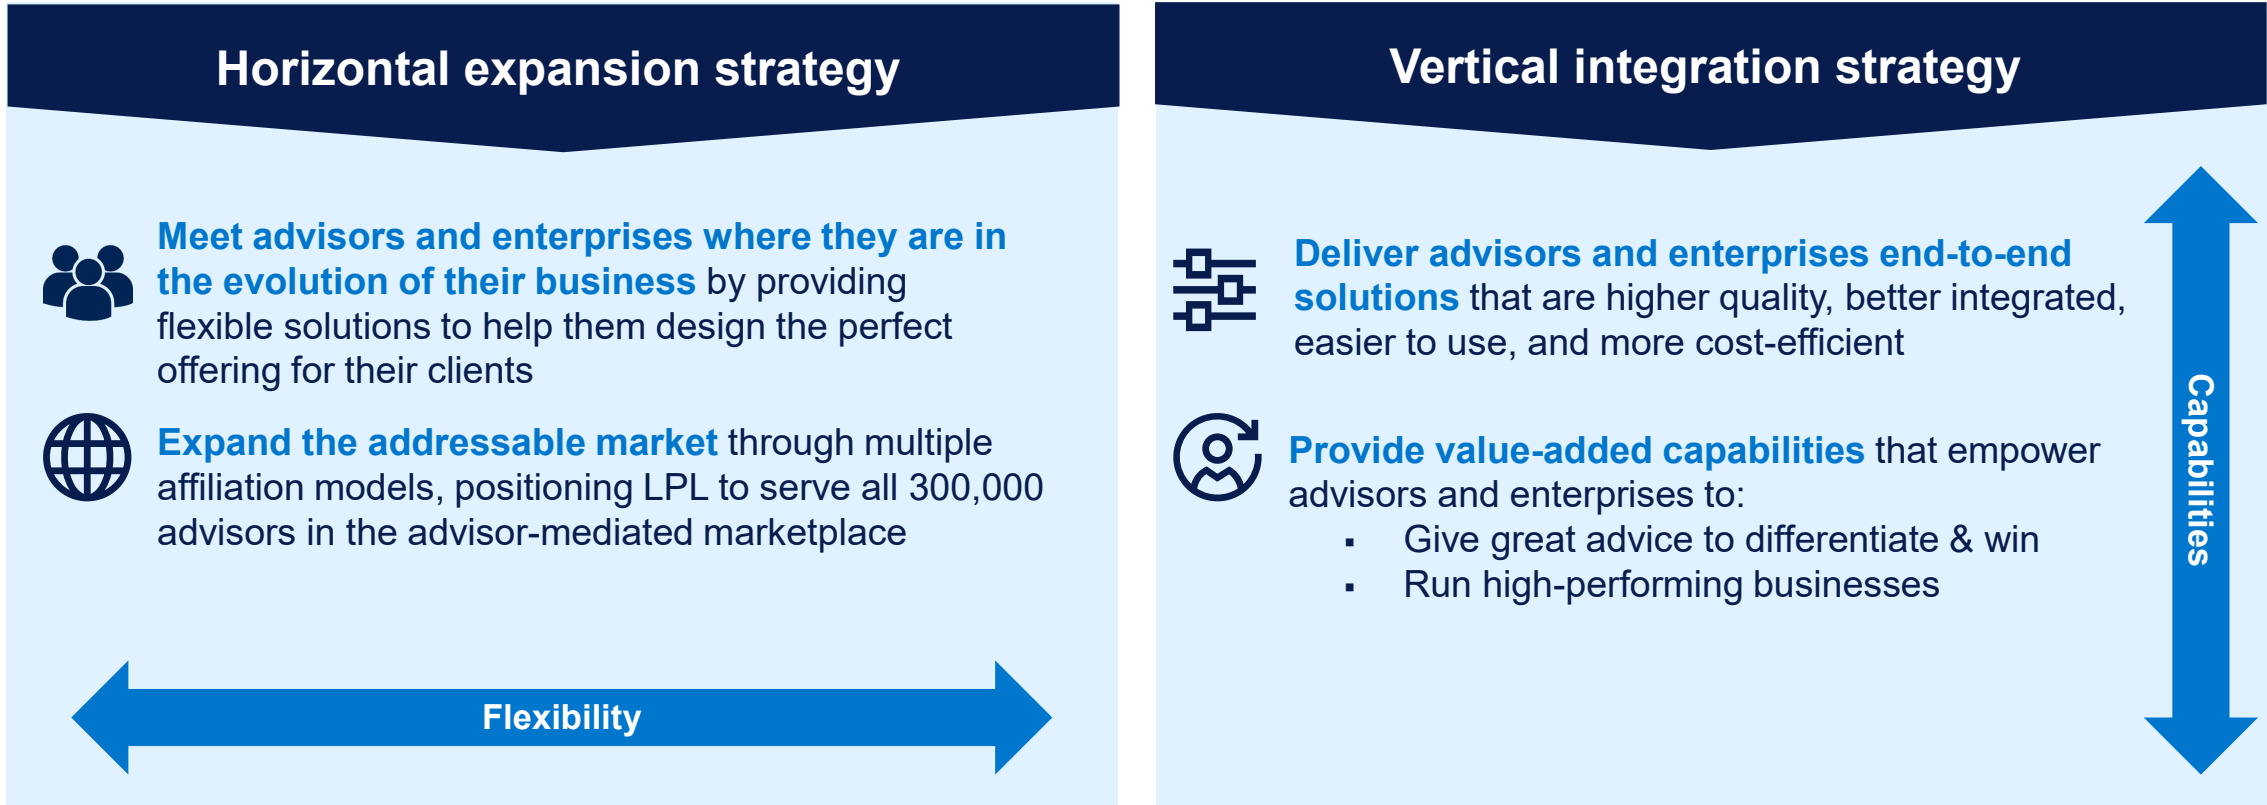 Horizontal expansion strategy
Meet advisors and enterprises where they are in
the evolution of their business by providing
flexible solutions to help them design the perfect
offering for their clients
Expand the addressable market through multiple
affiliation models, positioning LPL to serve all 300,000
advisors in the advisor-mediated marketplace
Flexibility
Vertical integration strategy
Deliver advisors and enterprises end-to-end
solutions that are higher quality, better integrated,
easier to use, and more cost-efficient
Provide value-added capabilities that empower
advisors and enterprises to:
▪ Give great advice to differentiate & win
▪ Run high-performing businesses
Capabilities